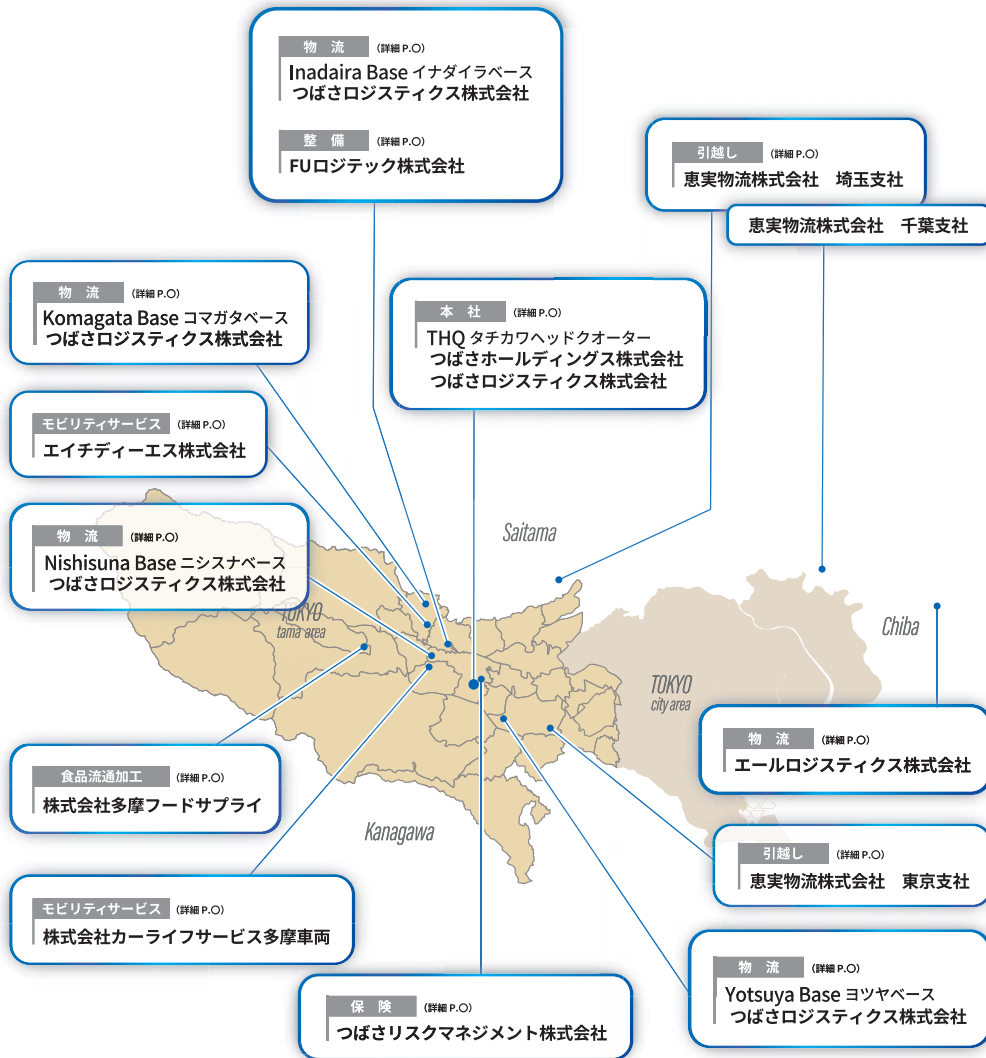 物 流 (詳細 P.〇)
Inadaira Base イナダイラベース
つばさロジスティクス株式会社
整 備 (詳細 P.〇)
FUロジテック株式会社
引越し (詳細 P.〇)
恵実物流株式会社 埼玉支社
恵実物流株式会社 千葉支社
物 流 (詳細 P.〇)
Komagata Base コマガタベース
つばさロジスティクス株式会社
本 社 (詳細 P.〇)
THQ タチカワヘッドクオーター
つばさホールディングス株式会社
つばさロジスティクス株式会社
モビリティサービス (詳細 P.〇)
エイチディーエス株式会社
物 流 (詳細 P.〇)
Nishisuna Base ニシスナベース
つばさロジスティクス株式会社
Saitama
TOKYO
tama area
Chiba
TOKYO
city area
物 流 (詳細 P.〇)
エールロジスティクス株式会社
食品流通加工 (詳細 P.〇)
株式会社多摩フードサプライ
Kanagawa
引越し (詳細 P.〇)
恵実物流株式会社 東京支社
モビリティサービス (詳細 P.〇)
株式会社カーライフサービス多摩車両
物 流 (詳細 P.〇)
Yotsuya Base ヨツヤベース
つばさロジスティクス株式会社
保 険 (詳細 P.〇)
つばさリスクマネジメント株式会社